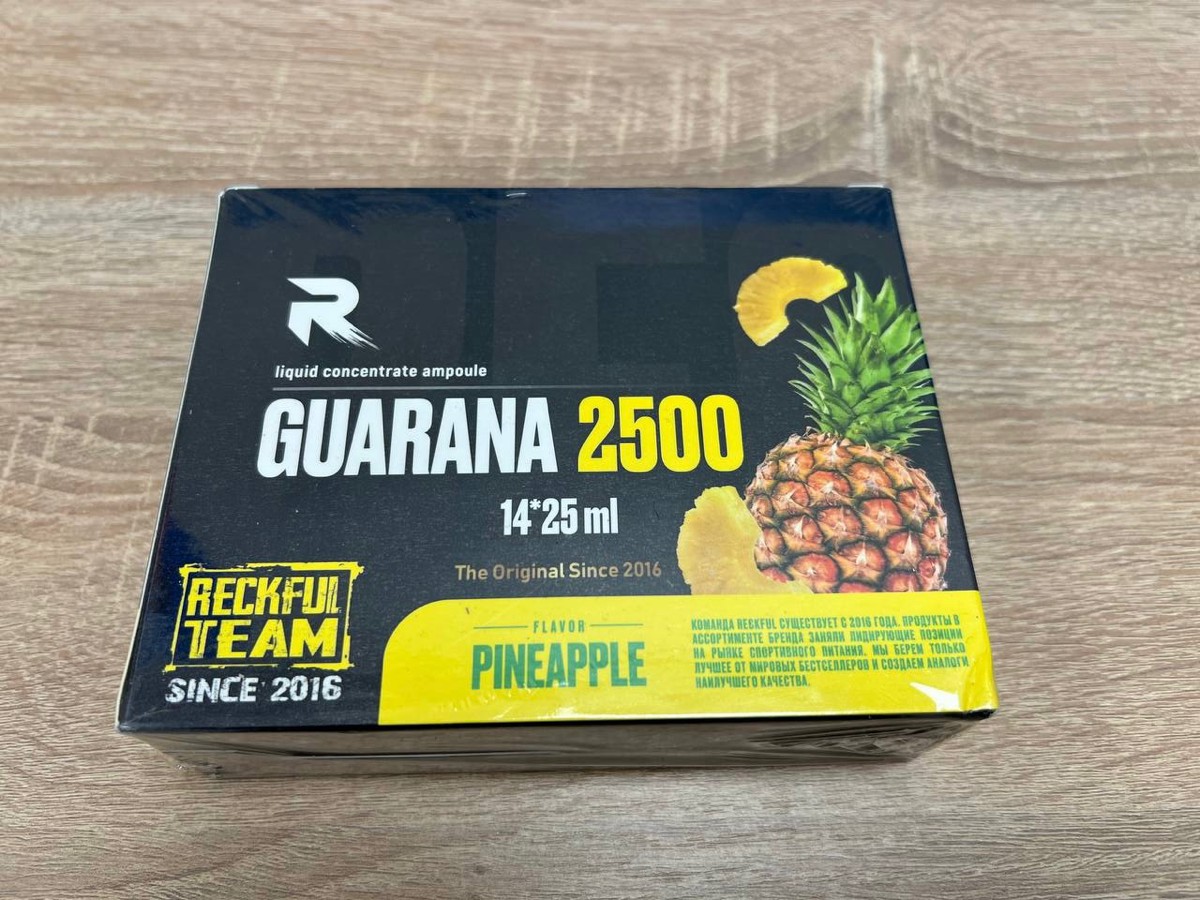 R
liquid concentrate ampoule
GUARANA 2500
14*25 ml
The Original Since 2016
RECKFUL
TEAM
SINCE 2016
FLAVOR
PINEAPPLE
КОМАНДА RECKFUL СУЩЕСТВУЕТ С 2016 ГОДА. ПРОДУКТЫ В
АССОРТИМЕНТЕ БРЕНДА ЗАНЯЛИ ЛИДИРУЮЩИЕ ПОЗИЦИИ
НА РЫНКЕ СПОРТИВНОГО ПИТАНИЯ. МЫ БЕРЕМ ТОЛЬКО
ЛУЧШЕЕ ОТ МИРОВЫХ БЕСТСЕЛЛЕРОВ И СОЗДАЕМ АНАЛОГИ
НАИЛУЧШЕГО КАЧЕСТВА.